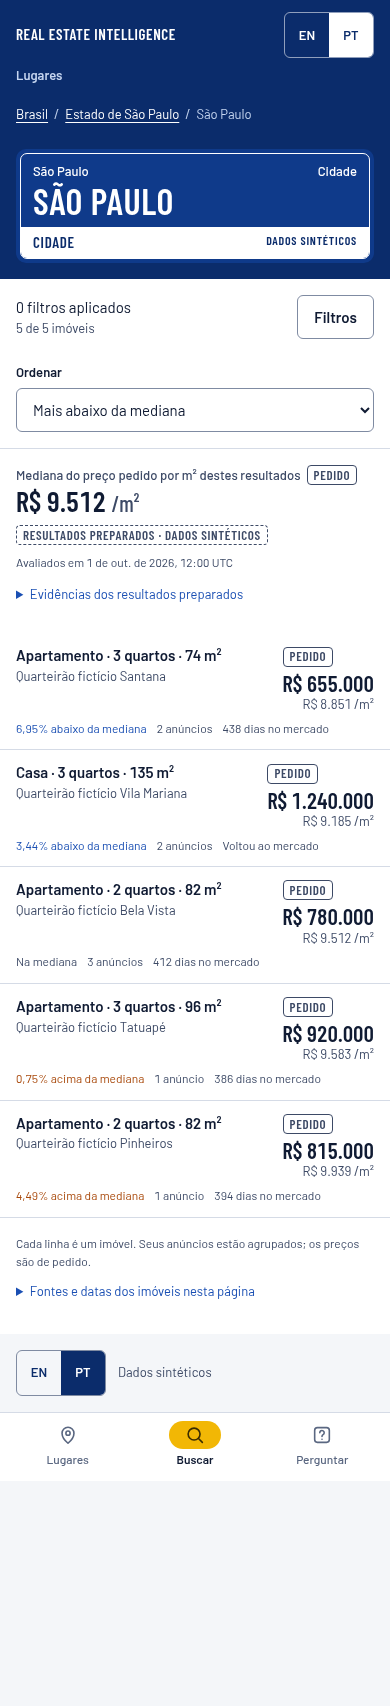 REAL ESTATE INTELLIGENCE
EN PT
Lugares
Brasil / Estado de São Paulo / São Paulo
São Paulo Cidade
SÃO PAULO
CIDADE DADOS SINTÉTICOS
0 filtros aplicados
5 de 5 imóveis
Filtros
Ordenar
Mais abaixo da mediana
Mediana do preço pedido por m² destes resultados PEDIDO
R$ 9.512 /m²
RESULTADOS PREPARADOS · DADOS SINTÉTICOS
Avaliados em 1 de out. de 2026, 12:00 UTC
Evidências dos resultados preparados
Apartamento · 3 quartos · 74 m² PEDIDO
Quarteirão fictício Santana R$ 655.000
R$ 8.851 /m²
6,95% abaixo da mediana 2 anúncios 438 dias no mercado
Casa · 3 quartos · 135 m² PEDIDO
Quarteirão fictício Vila Mariana R$ 1.240.000
R$ 9.185 /m²
3,44% abaixo da mediana 2 anúncios Voltou ao mercado
Apartamento · 2 quartos · 82 m² PEDIDO
Quarteirão fictício Bela Vista R$ 780.000
R$ 9.512 /m²
Na mediana 3 anúncios 412 dias no mercado
Apartamento · 3 quartos · 96 m² PEDIDO
Quarteirão fictício Tatuapé R$ 920.000
R$ 9.583 /m²
0,75% acima da mediana 1 anúncio 386 dias no mercado
Apartamento · 2 quartos · 82 m² PEDIDO
Quarteirão fictício Pinheiros R$ 815.000
R$ 9.939 /m²
4,49% acima da mediana 1 anúncio 394 dias no mercado
Cada linha é um imóvel. Seus anúncios estão agrupados; os preços
são de pedido.
Fontes e datas dos imóveis nesta página
EN PT Dados sintéticos
Lugares Buscar Perguntar